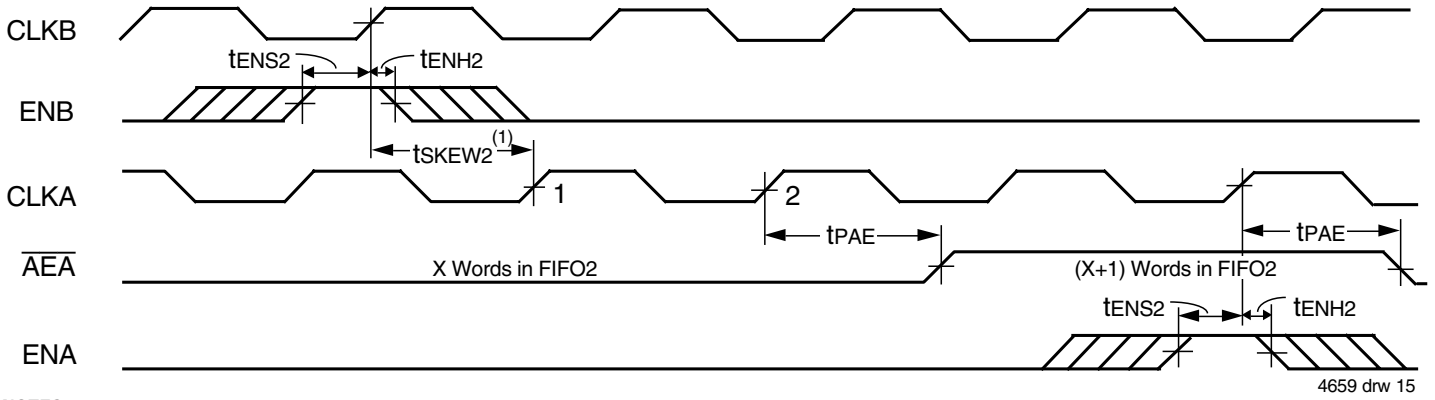 CLKB
tENS2 tENH2
ENB
tSKEW2 (1)
CLKA 1 2
tPAE tPAE
AEA X Words in FIFO2 (X+1) Words in FIFO2
tENS2 tENH2
ENA
4659 drw 15